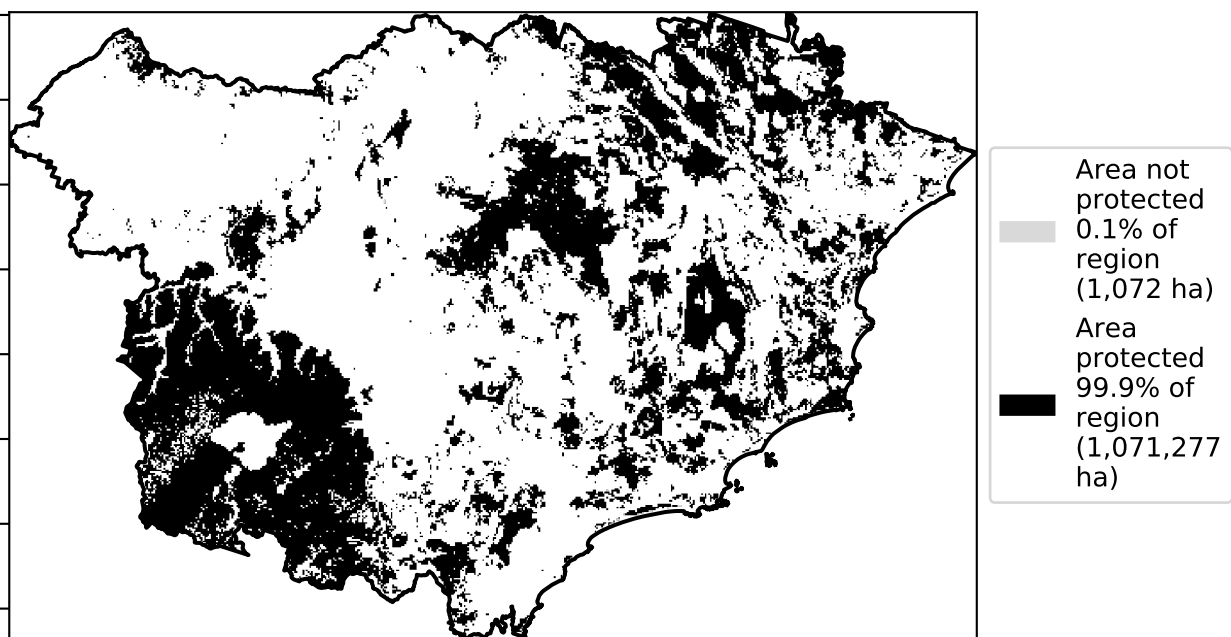 Area not
protected
0.1% of
region
(1,072 ha)
Area
protected
99.9% of
region
(1,071,277
ha)